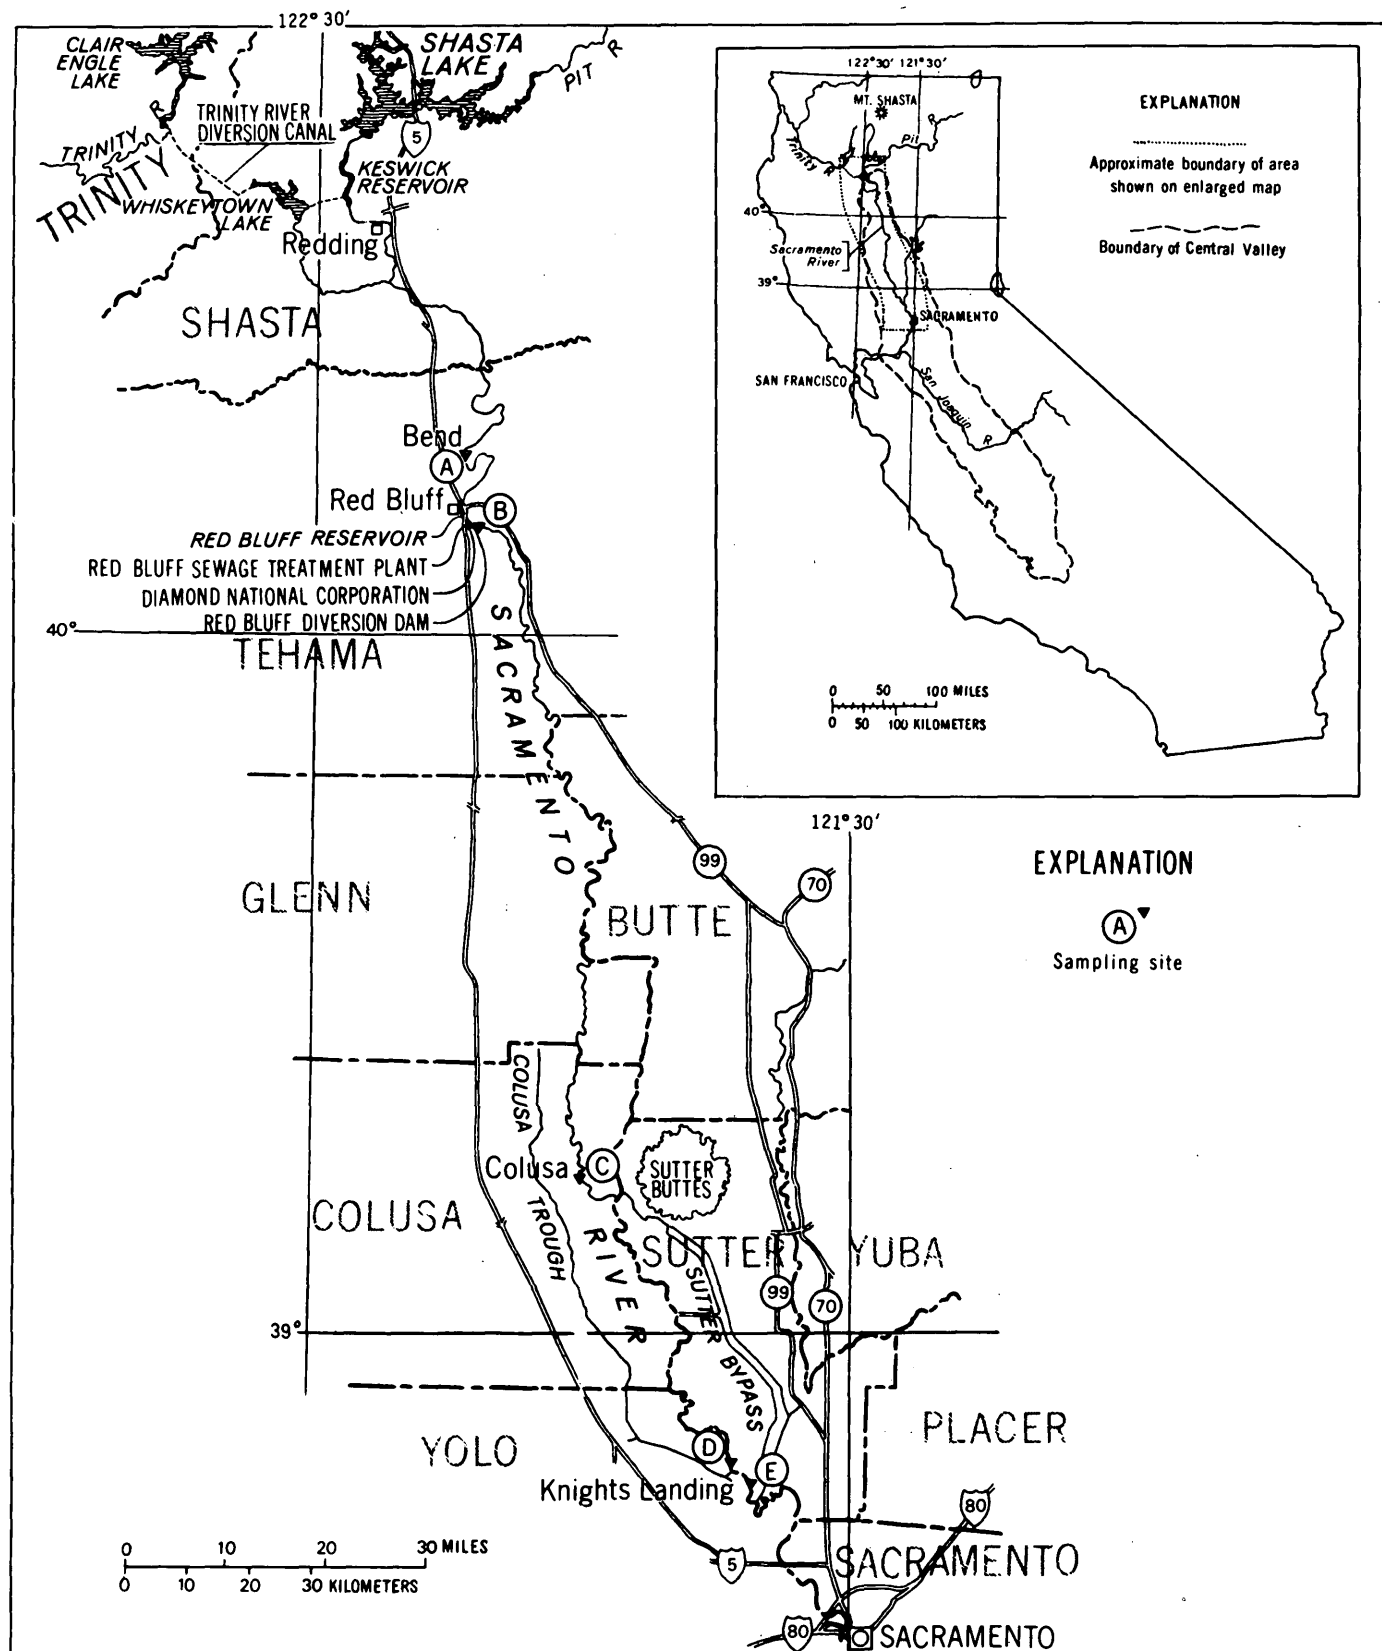 122° 30'
CLAIR
ENGLE
LAKE
SHASTA
LAKE
PIT R
TRINITY RIVER
DIVERSION CANAL
5
TRINITY R
TRINITY
KESWICK
RESERVOIR
WHISKEYTOWN
LAKE
Redding
SHASTA
Bend
A
Red Bluff
B
RED BLUFF RESERVOIR
RED BLUFF SEWAGE TREATMENT PLANT
DIAMOND NATIONAL CORPORATION
RED BLUFF DIVERSION DAM
40°
TEHAMA
SACRAMENTO
GLENN
BUTTE
99
70
121° 30'
COLUSA
Colusa
C
SUTTER
BUTTES
COLUSA
TROUGH
RIVER
SUTTER
YUBA
SUTTER
BYPASS
99
70
39°
YOLO
PLACER
D
E
Knights Landing
80
5
SACRAMENTO
80
SACRAMENTO
0 10 20 30 MILES
0 10 20 30 KILOMETERS
122° 30' 121° 30'
MT. SHASTA
Trinity R
Pit R
40°
Sacramento
River
39°
SACRAMENTO
SAN FRANCISCO
San Joaquin R
0 50 100 MILES
0 50 100 KILOMETERS
EXPLANATION
Approximate boundary of area
shown on enlarged map
Boundary of Central Valley
EXPLANATION
A
Sampling site